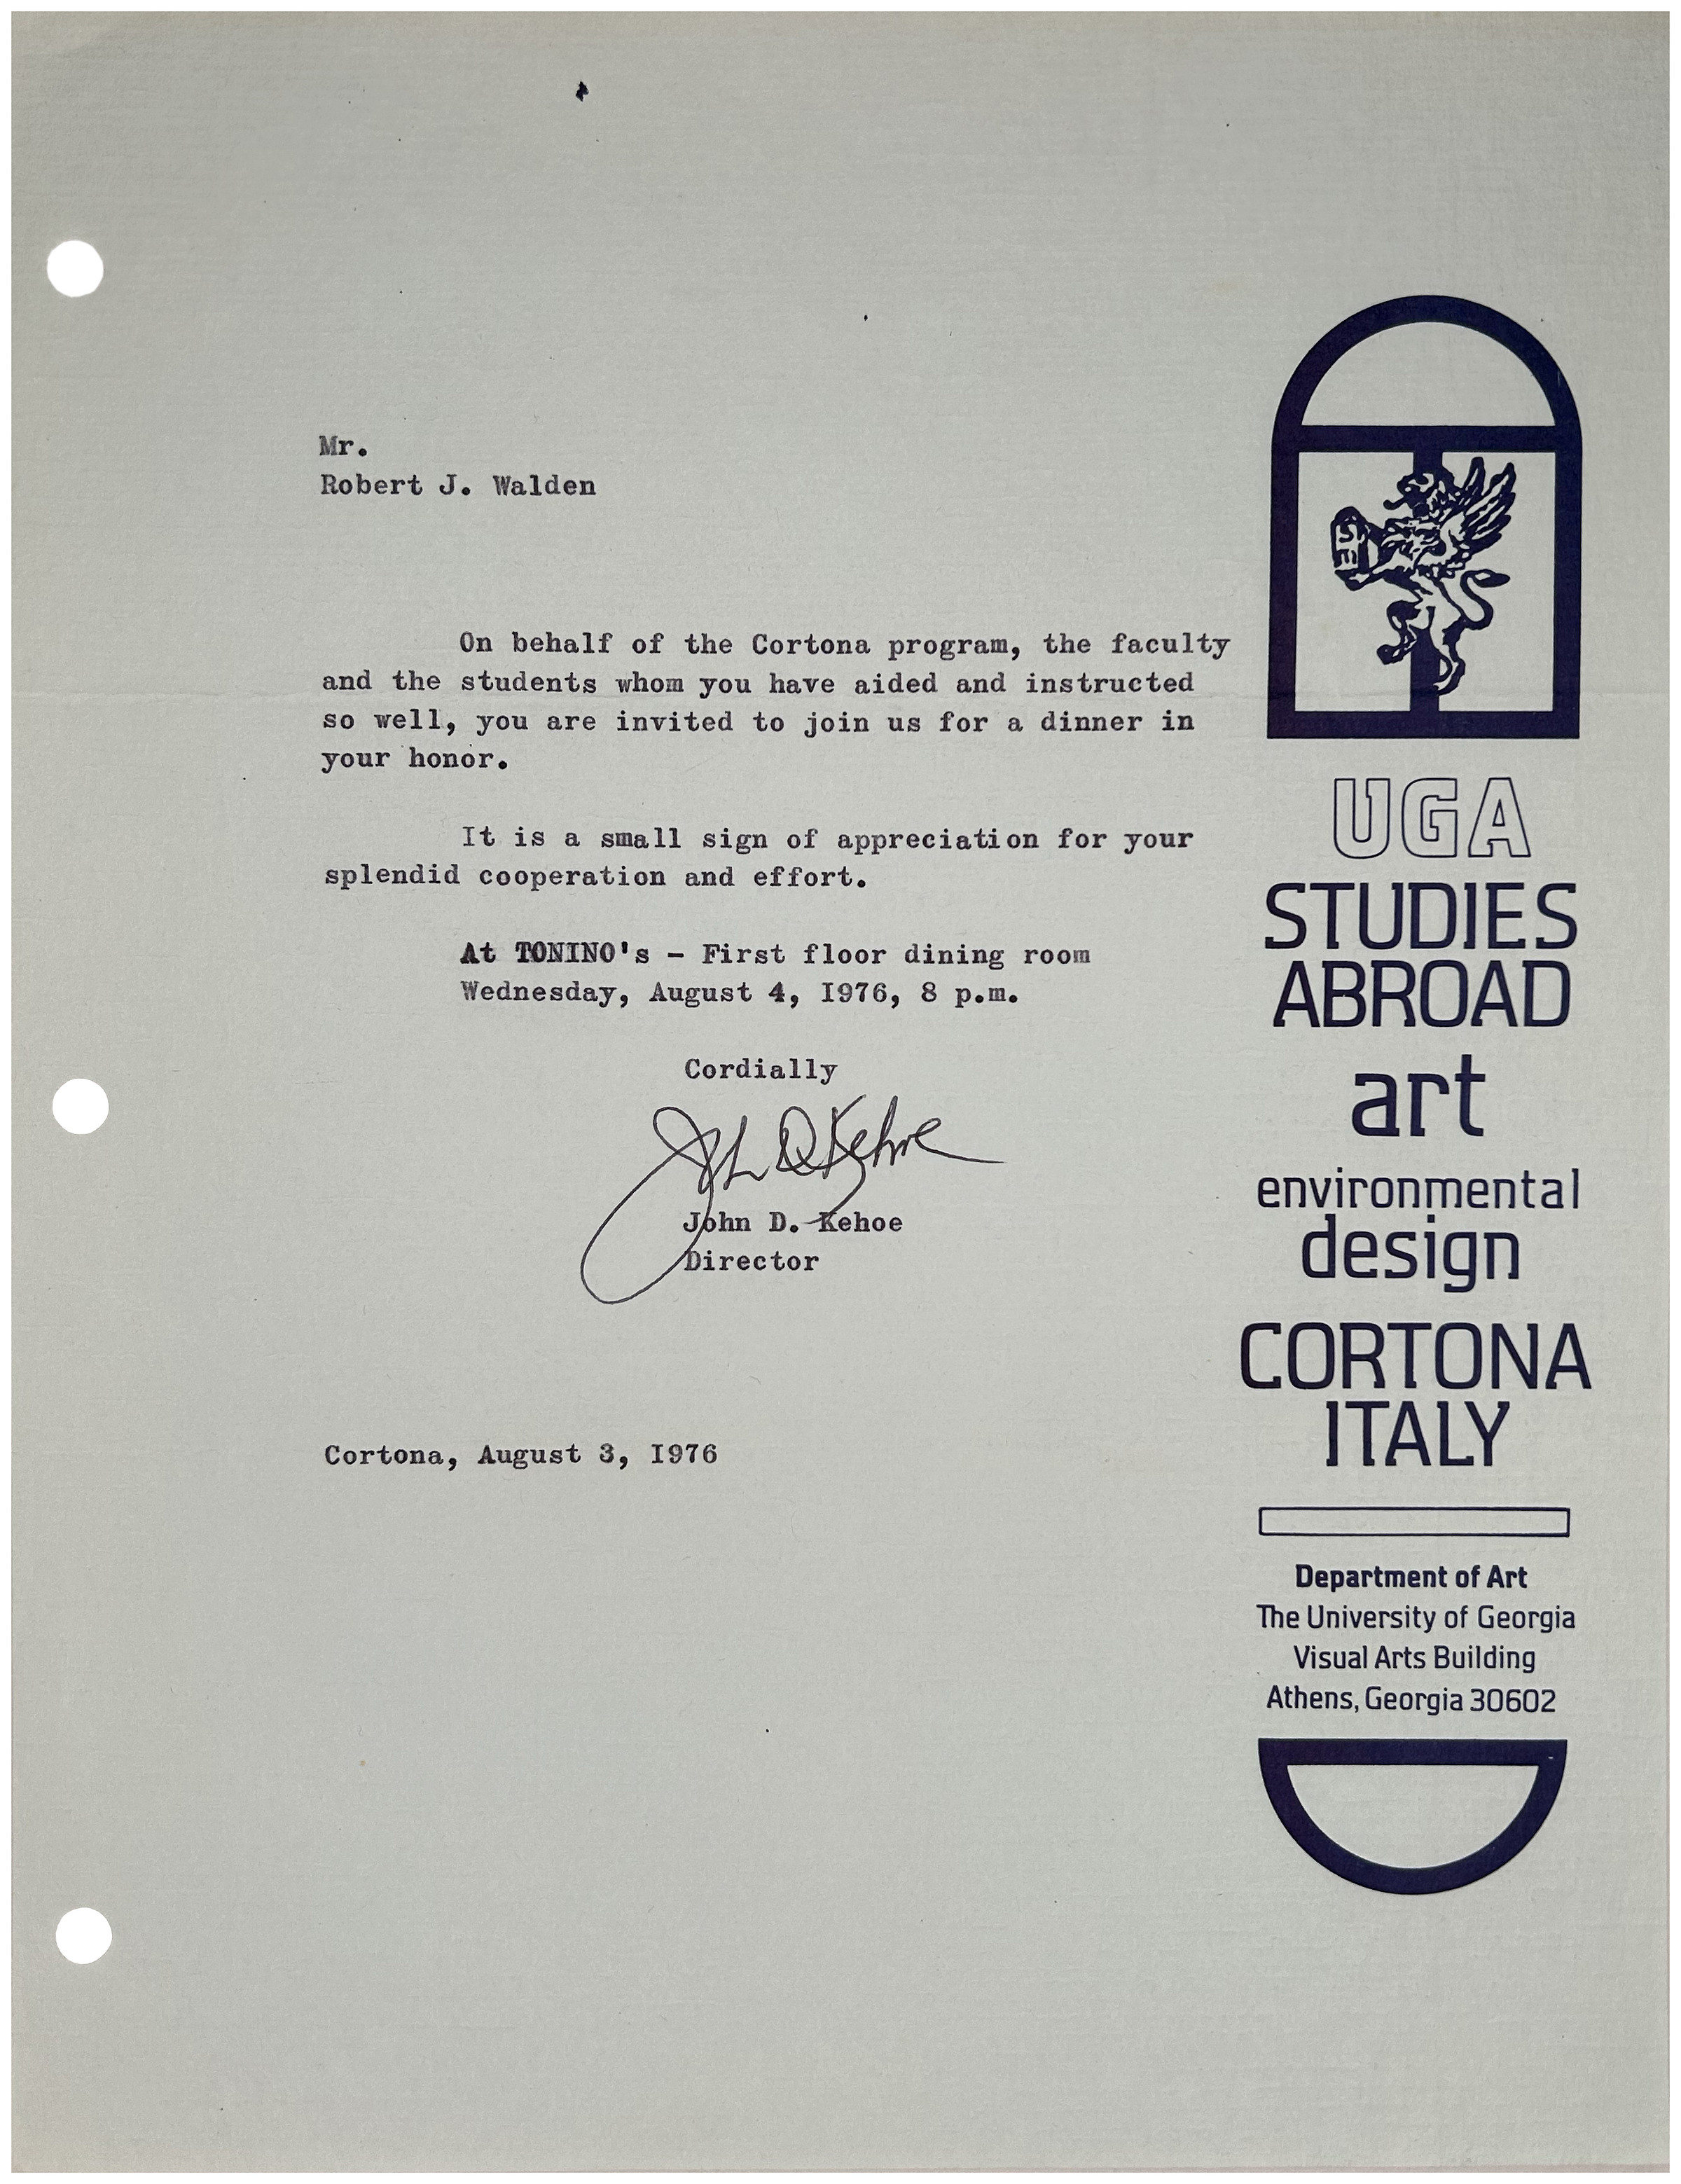 Mr.
Robert J. Walden
On behalf of the Cortona program, the faculty
and the students whom you have aided and instructed
so well, you are invited to join us for a dinner in
your honor.
It is a small sign of appreciation for your
splendid cooperation and effort.
At TONINO's - First floor dining room
Wednesday, August 4, I976, 8 p.m.
Cordially
John D Kehoe
John D. Kehoe
Director
Cortona, August 3, I976
UGA
STUDIES
ABROAD
art
environmental
design
CORTONA
ITALY
Department of Art
The University of Georgia
Visual Arts Building
Athens, Georgia 30602